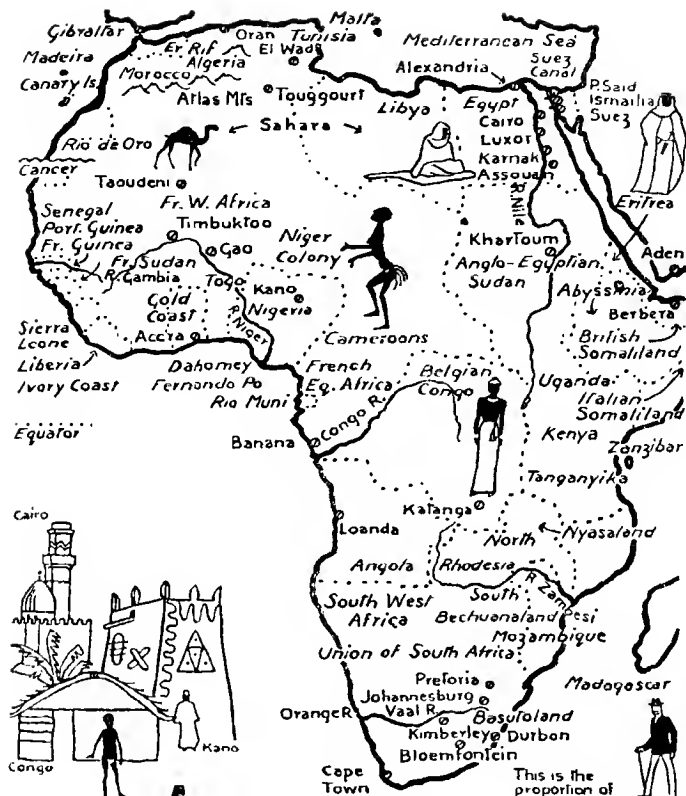 Gibraltar
Oran
Tunisia
Malta
Er Rif
El Wad
Algeria
Madeira
Canary Is.
Morocco
Atlas Mts
Touggourt
Mediterranean Sea
Alexandria
Suez
Canal
P. Said
Ismailia
Suez
Libya
Egypt
Cairo
Luxor
Karnak
Assouan
R. Nile
Sahara
Rio de Oro
Cancer
Taoudeni
Fr. W. Africa
Timbuktoo
Senegal
Port. Guinea
Fr. Guinea
Fr. Sudan
R. Gambia
Gao
Niger
Colony
Togo
Kano
Nigeria
Gold
Coast
R. Niger
Accra
Sierra
Leone
Liberia
Ivory Coast
Dahomey
Fernando Po
Rio Muni
Cameroons
French
Eq. Africa
Eritrea
Aden
Khartoum
Anglo-Egyptian
Sudan
Abyssinia
Berbera
British
Somaliland
Italian
Somaliland
Belgian
Congo
Uganda
Kenya
Zanzibar
Tanganyika
Equator
Banana
Congo R.
Katanga
Loanda
Nyasaland
North
Rhodesia
South
Angola
R. Zambesi
South West
Africa
Bechuanaland
Mozambique
Union of South Africa
Madagascar
Pretoria
Johannesburg
Vaal R.
Orange R
Basutoland
Kimberley
Durbon
Bloemfontein
Cape
Town
Cairo
Kano
Congo
This is the
proportion of